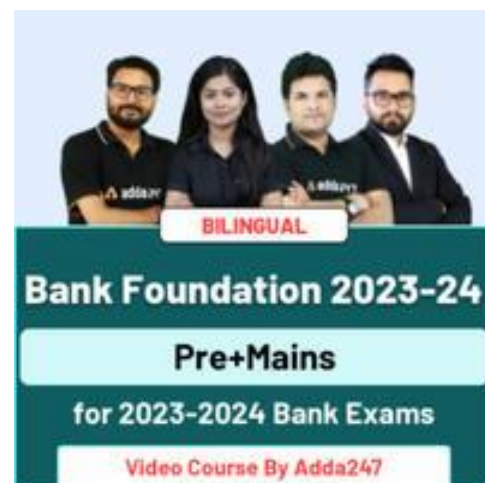 BILINGUAL
Bank Foundation 2023-24
Pre+Mains
for 2023-2024 Bank Exams
Video Course By Adda247